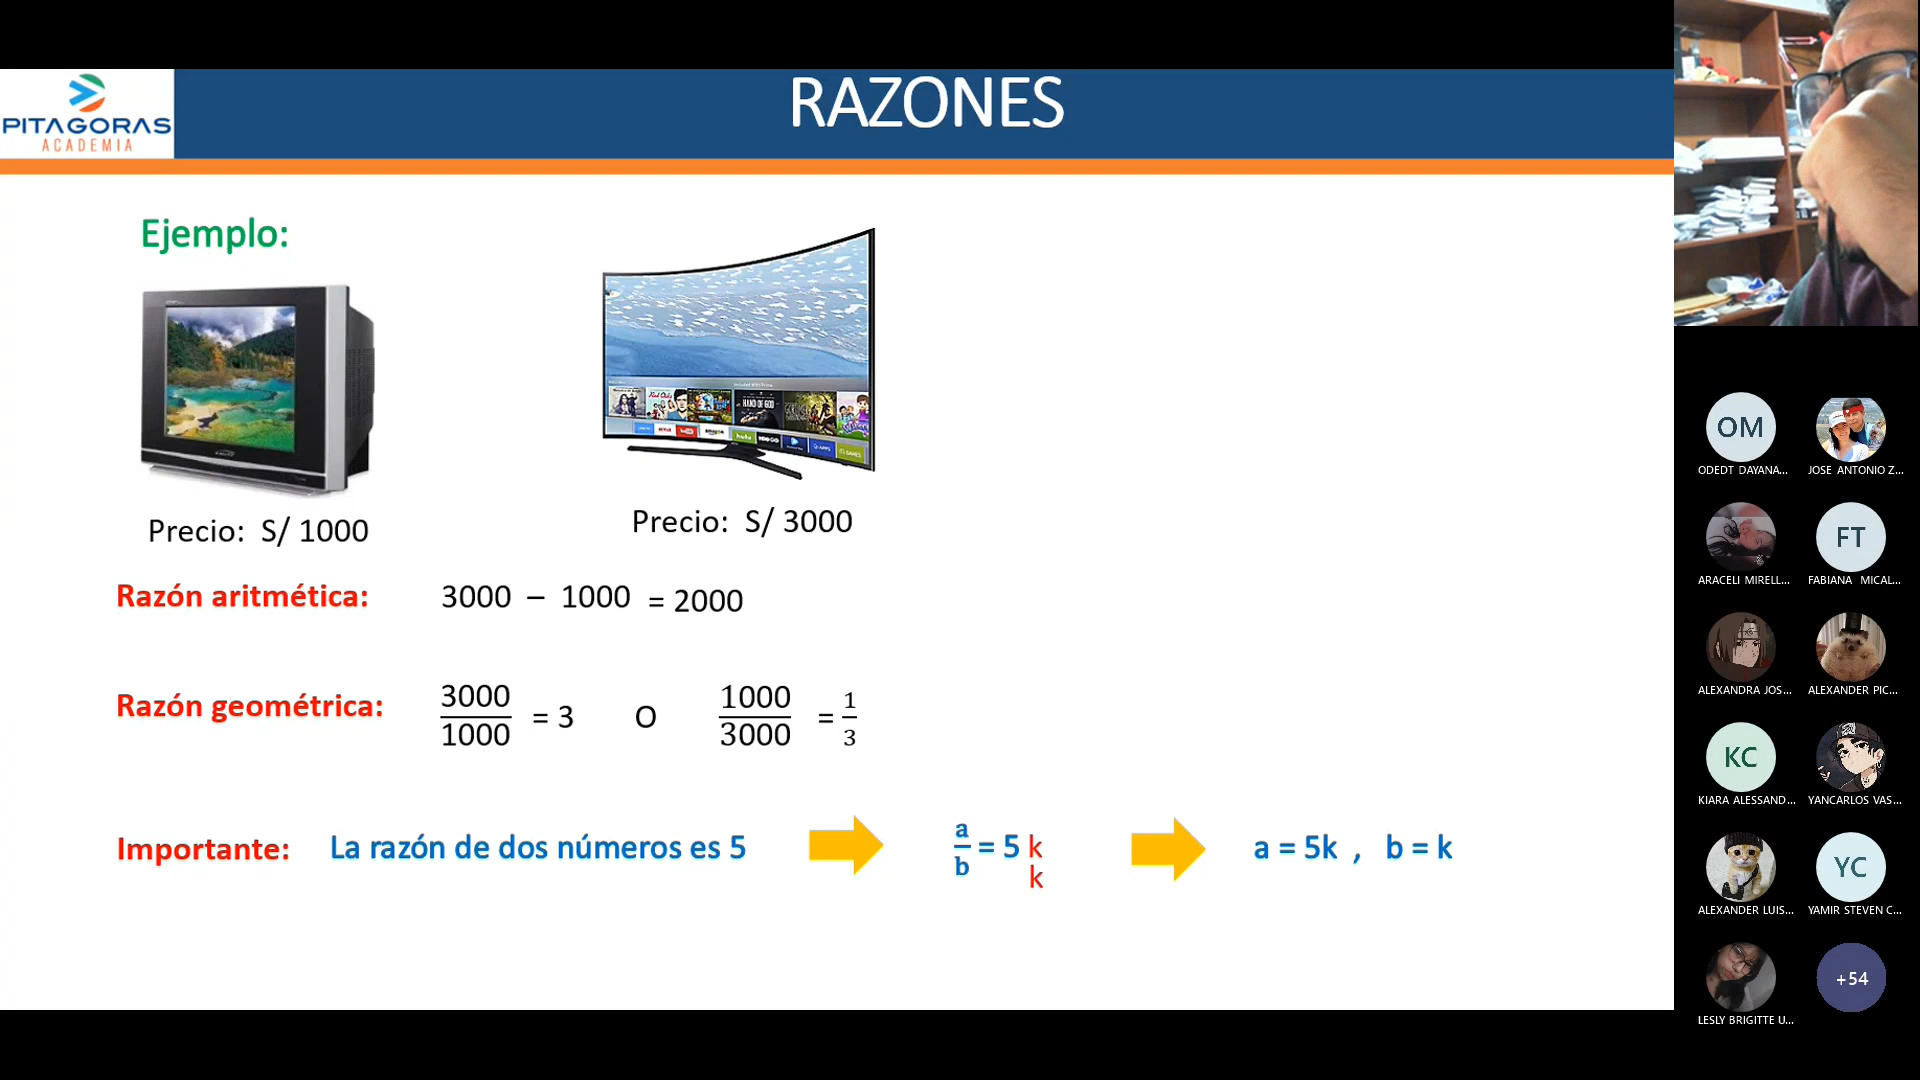 RAZONES
PITAGORAS
ACADEMIA
Ejemplo:
Precio: S/ 1000
Precio: S/ 3000
Razón aritmética: 3000 – 1000 = 2000
Razón geométrica: 3000/1000 = 3 O 1000/3000 = 1/3
Importante: La razón de dos números es 5 a/b = 5 k/k a = 5k , b = k
OM
ODEDT DAYANA...
JOSE ANTONIO Z...
ARACELI MIRELL...
FT
FABIANA MICAL...
ALEXANDRA JOS...
ALEXANDER PIC...
KC
KIARA ALESSAND...
YANCARLOS VAS...
ALEXANDER LUIS...
YC
YAMIR STEVEN C...
LESLY BRIGITTE U...
+54